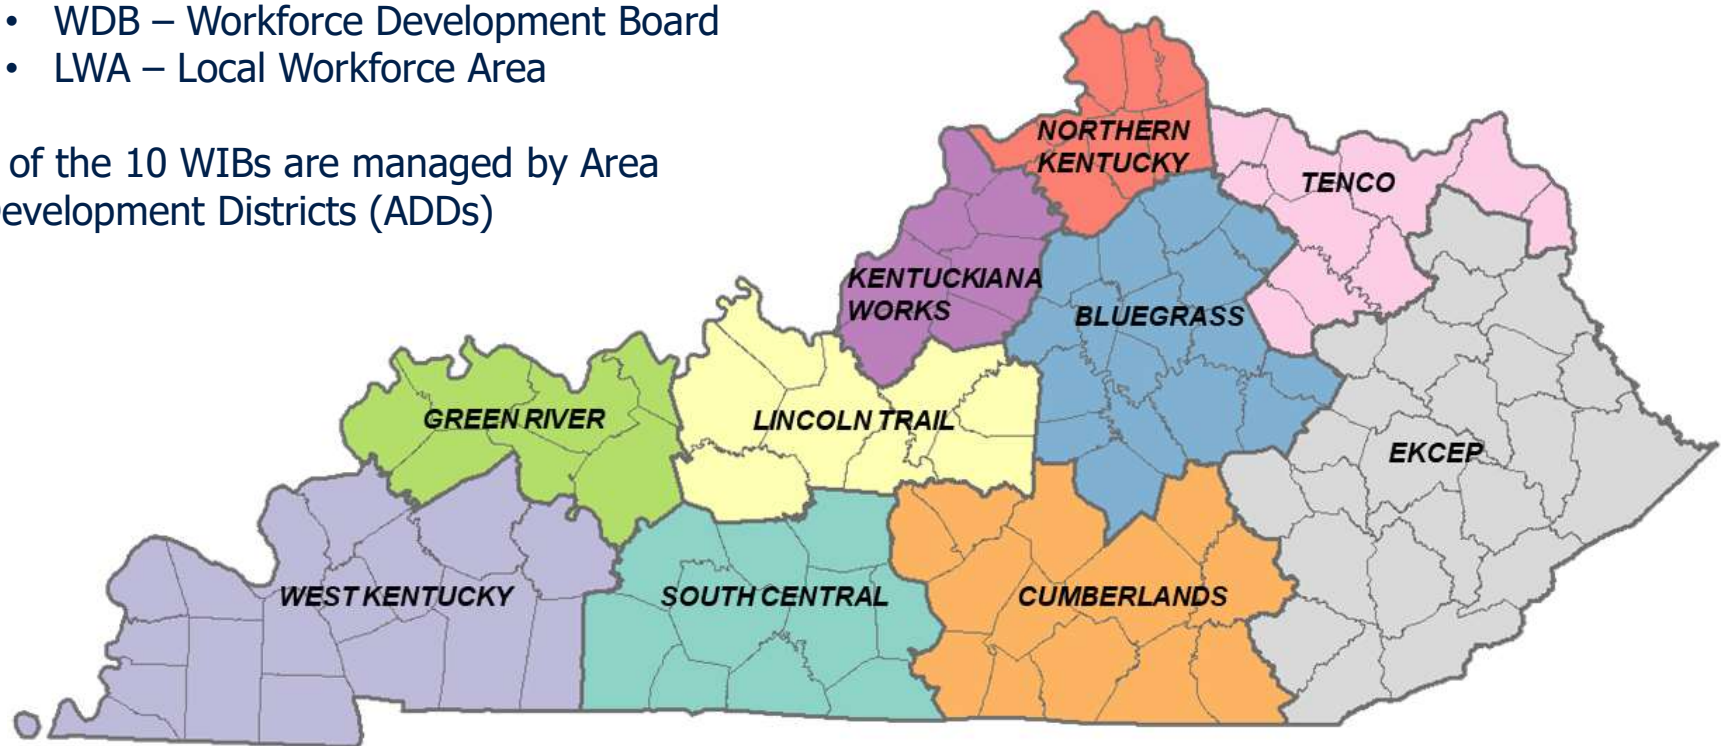 • WDB – Workforce Development Board
• LWA – Local Workforce Area
of the 10 WIBs are managed by Area
evelopment Districts (ADDs)
NORTHERN
KENTUCKY
TENCO
KENTUCKIANA
WORKS
BLUEGRASS
GREEN RIVER
LINCOLN TRAIL
EKCEP
WEST KENTUCKY
SOUTH CENTRAL
CUMBERLANDS